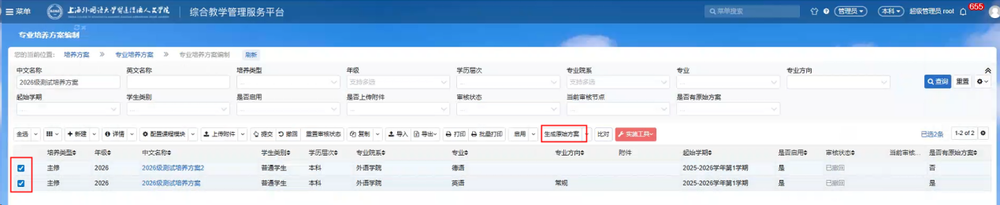 菜单 综合教学管理服务平台 菜单搜索 管理员 本科 超级管理员 root 655
专业培养方案编制
您的当前位置: 培养方案 专业培养方案 专业培养方案编制 刷新
中文名称 英文名称 培养类型 年级 学历层次 专业院系 专业 专业方向
2026级测试培养方案 ... 支持多选 ... 支持多选 ... ... 查询 重置
起始学期 学生类别 是否启用 是否上传附件 审核状态 当前审核节点 是否有原始方案
... ... ... ... ... ... ...
全选 新建 详情 配置课程模块 上传附件 提交 撤回 重置审核状态 复制 导入 导出 打印 批量打印 启用 生成原始方案 比对 实施工具 已选2条 1-2 of 2
培养类型 年级 中文名称 学生类别 学历层次 专业院系 专业 专业方向 附件 起始学期 是否启用 审核状态 当前审核... 是否有原始方案
主修 2026 2026级测试培养方案2 普通学生 本科 外语学院 德语 2025-2026学年第1学期 是 已撤回 否
主修 2026 2026级测试培养方案 普通学生 本科 外语学院 英语 常规 2025-2026学年第1学期 是 已撤回 是